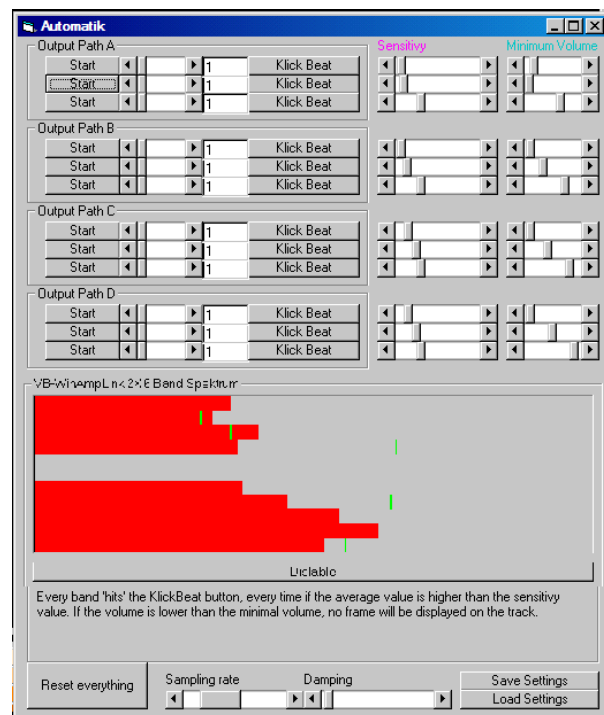 Automatik
Output Path A Sensitivy Minimum Volume
Start 1 Klick Beat
Start 1 Klick Beat
Start 1 Klick Beat
Output Path B
Start 1 Klick Beat
Start 1 Klick Beat
Start 1 Klick Beat
Output Path C
Start 1 Klick Beat
Start 1 Klick Beat
Start 1 Klick Beat
Output Path D
Start 1 Klick Beat
Start 1 Klick Beat
Start 1 Klick Beat
Band Spektrum
Every band 'hits' the KlickBeat button, every time if the average value is higher than the sensitivy
value. If the volume is lower than the minimal volume, no frame will be displayed on the track.
Reset everything
Sampling rate Damping
Save Settings
Load Settings